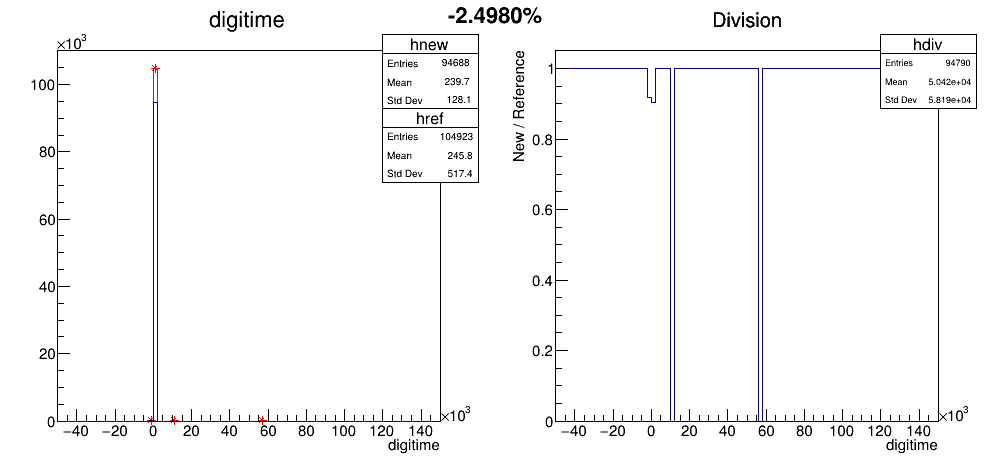 -2.4980%
digitime
×10³
hnew
Entries 94688
Mean 239.7
Std Dev 128.1
href
Entries 104923
Mean 245.8
Std Dev 517.4
100
80
60
40
20
0
−40 −20 0 20 40 60 80 100 120 140
×10³
digitime
Division
hdiv
Entries 94790
Mean 5.042e+04
Std Dev 5.819e+04
New / Reference
1
0.8
0.6
0.4
0.2
0
−40 −20 0 20 40 60 80 100 120 140
×10³
digitime